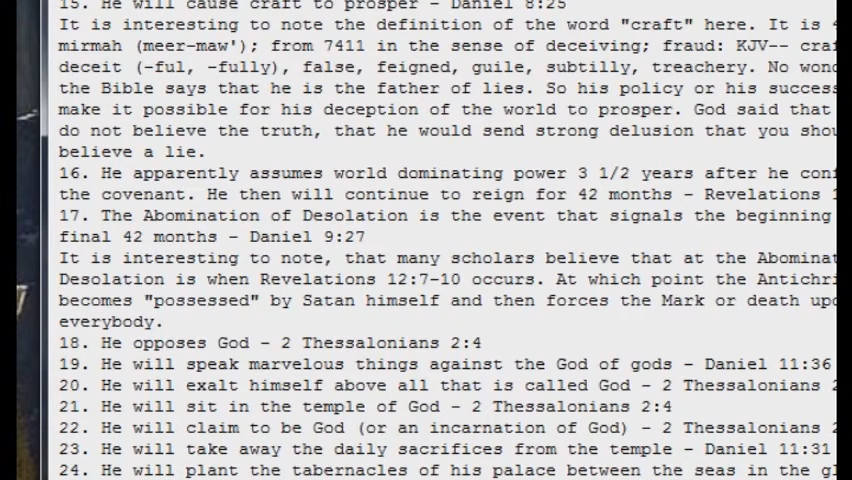 15. He will cause craft to prosper - Daniel 8:25
It is interesting to note the definition of the word "craft" here. It is
mirmah (meer-maw'); from 7411 in the sense of deceiving; fraud: KJV--
deceit (-ful, -fully), false, feigned, guile, subtilly, treachery. No
the Bible says that he is the father of lies. So his policy or his
make it possible for his deception of the world to prosper. God said that
do not believe the truth, that he would send strong delusion that you
believe a lie.
16. He apparently assumes world dominating power 3 1/2 years after he
the covenant. He then will continue to reign for 42 months - Revelations
17. The Abomination of Desolation is the event that signals the beginning
final 42 months - Daniel 9:27
It is interesting to note, that many scholars believe that at the
Desolation is when Revelations 12:7-10 occurs. At which point the
becomes "possessed" by Satan himself and then forces the Mark or death
everybody.
18. He opposes God - 2 Thessalonians 2:4
19. He will speak marvelous things against the God of gods - Daniel 11:36
20. He will exalt himself above all that is called God - 2 Thessalonians
21. He will sit in the temple of God - 2 Thessalonians 2:4
22. He will claim to be God (or an incarnation of God) - 2 Thessalonians
23. He will take away the daily sacrifices from the temple - Daniel 11:31
24. He will plant the tabernacles of his palace between the seas in the